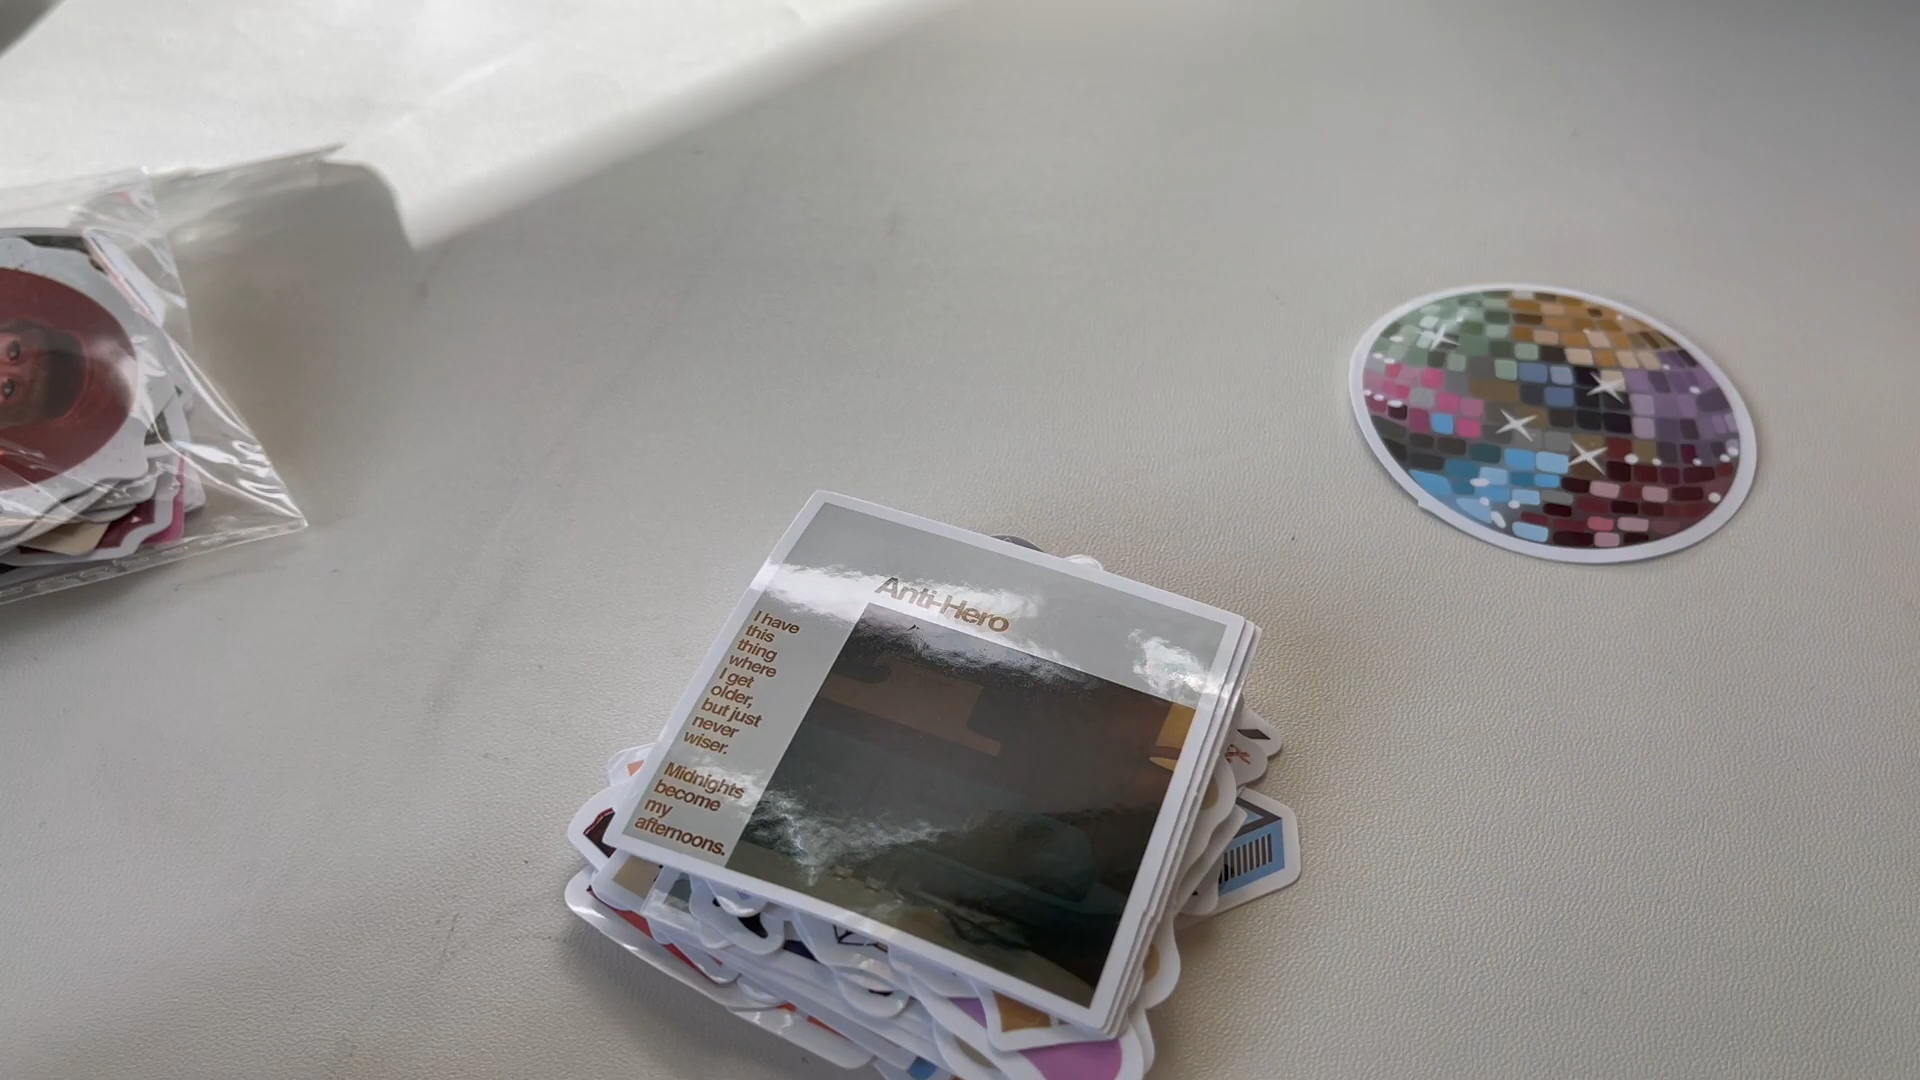 Anti-Hero
I have
this
thing
where
I get
older,
but just
never
wiser.
Midnights
become
my
afternoons.